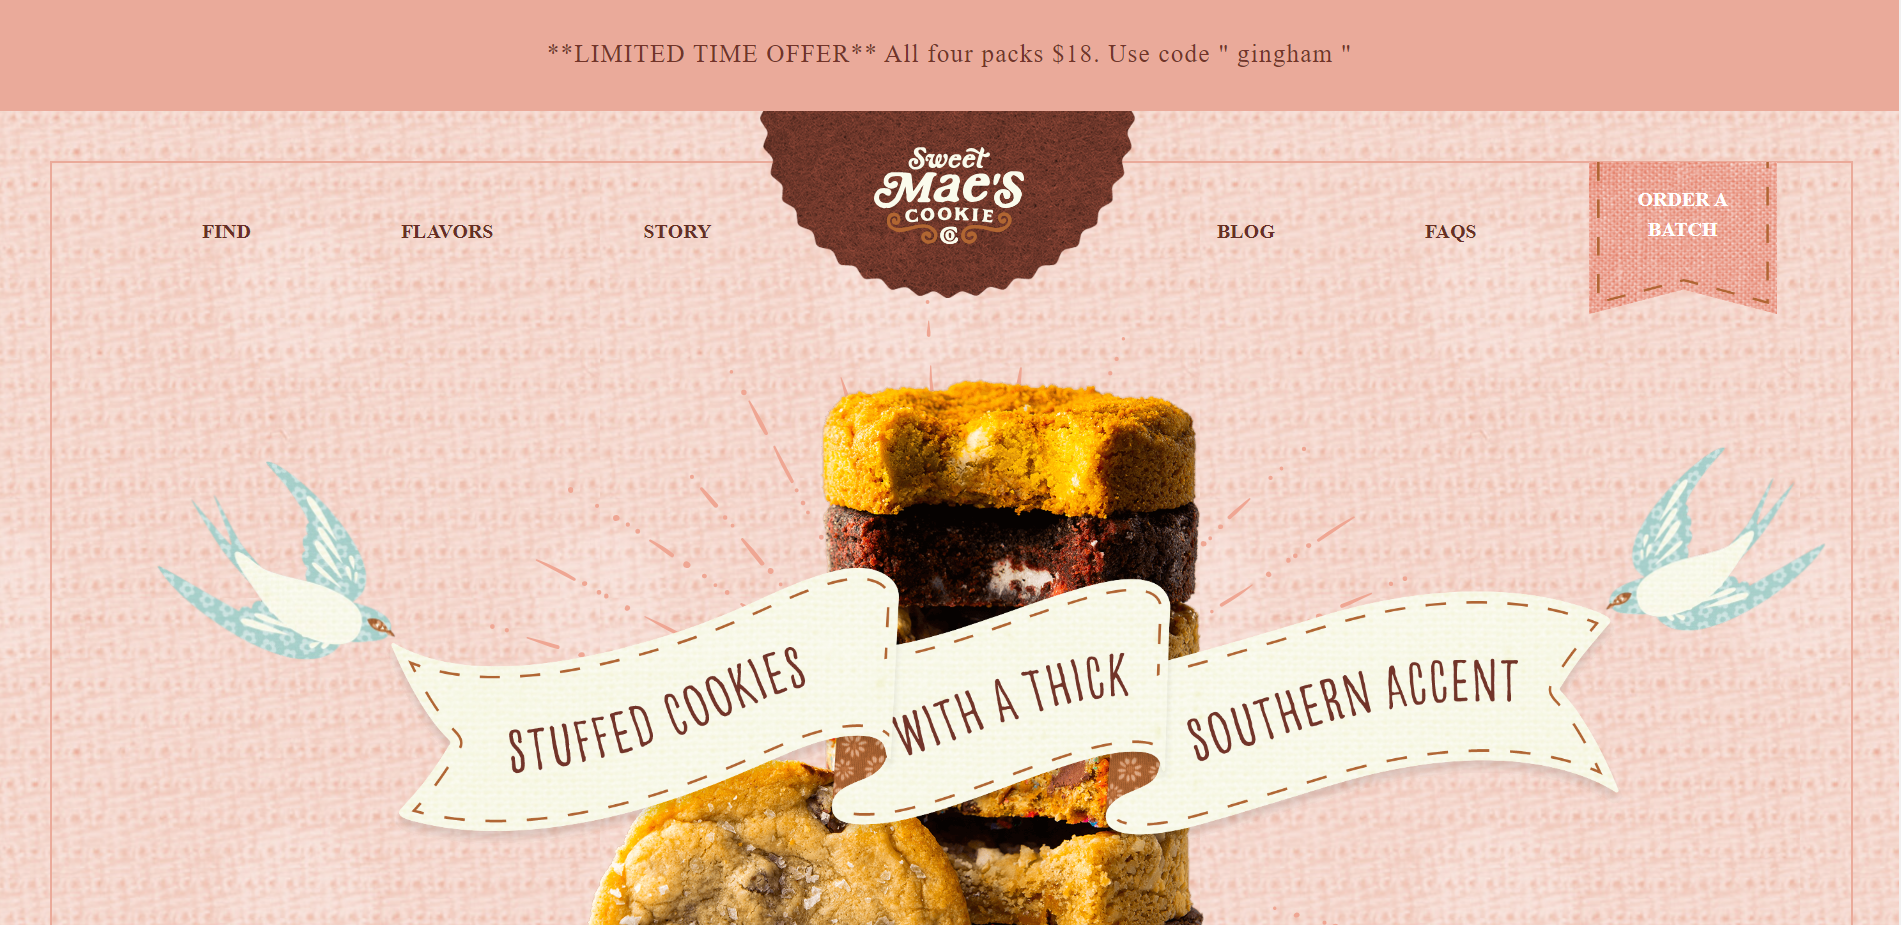 **LIMITED TIME OFFER** All four packs $18. Use code " gingham "
Sweet
Mae's
COOKIE
Co
FIND
FLAVORS
STORY
BLOG
FAQS
ORDER A
BATCH
STUFFED COOKIES
WITH A THICK
SOUTHERN ACCENT